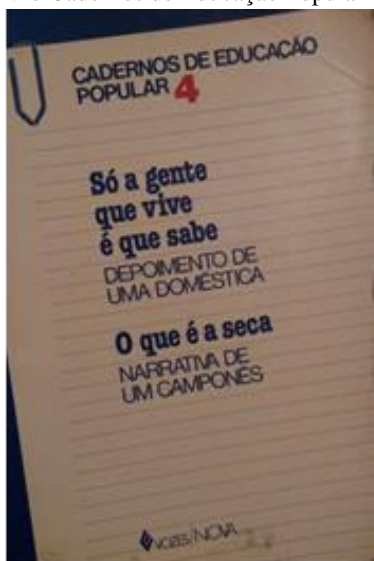 CADERNOS DE EDUCAÇÃO
POPULAR 4
Só a gente
que vive
é que sabe
DEPOIMENTO DE
UMA DOMÉSTICA
O que é a seca
NARRATIVA DE
UM CAMPONÊS
VOZES/NOVA